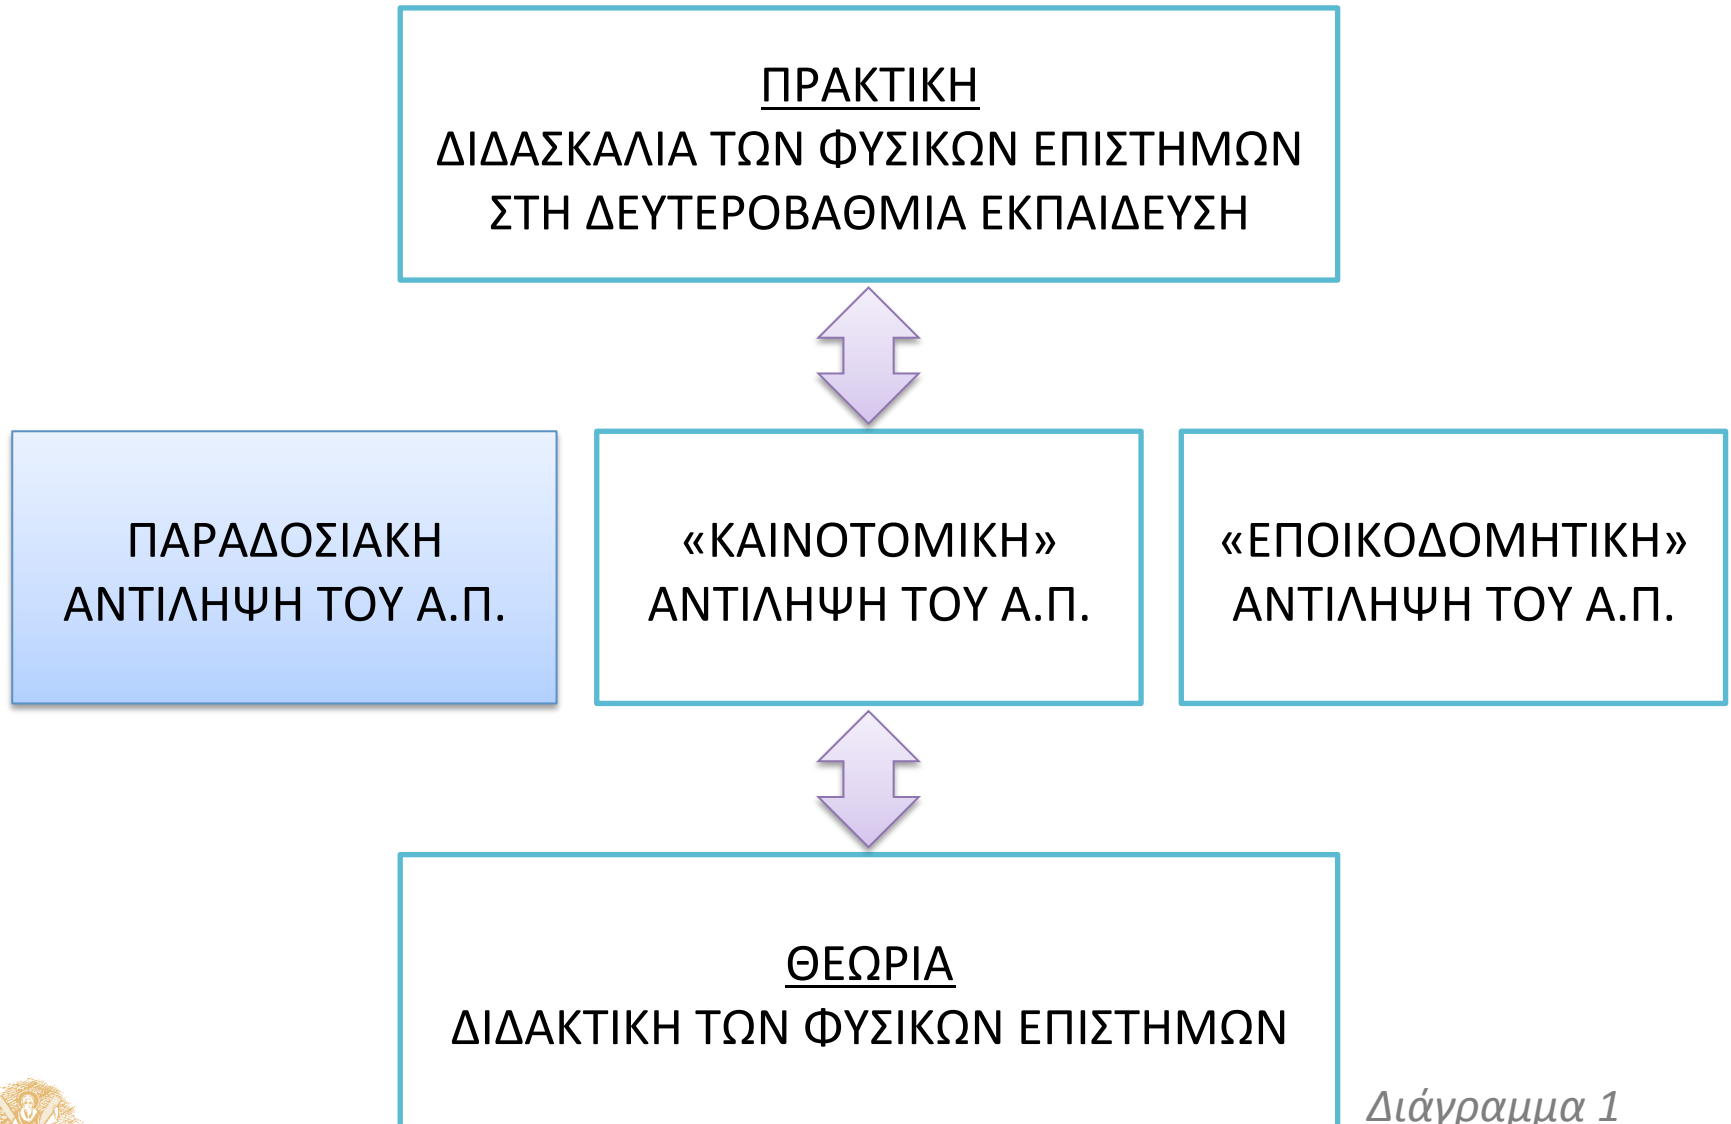 ΠΡΑΚΤΙΚΗ
ΔΙΔΑΣΚΑΛΙΑ ΤΩΝ ΦΥΣΙΚΩΝ ΕΠΙΣΤΗΜΩΝ
ΣΤΗ ΔΕΥΤΕΡΟΒΑΘΜΙΑ ΕΚΠΑΙΔΕΥΣΗ
ΠΑΡΑΔΟΣΙΑΚΗ
ΑΝΤΙΛΗΨΗ ΤΟΥ Α.Π.
«ΚΑΙΝΟΤΟΜΙΚΗ»
ΑΝΤΙΛΗΨΗ ΤΟΥ Α.Π.
«ΕΠΟΙΚΟΔΟΜΗΤΙΚΗ»
ΑΝΤΙΛΗΨΗ ΤΟΥ Α.Π.
ΘΕΩΡΙΑ
ΔΙΔΑΚΤΙΚΗ ΤΩΝ ΦΥΣΙΚΩΝ ΕΠΙΣΤΗΜΩΝ
Διάγραμμα 1